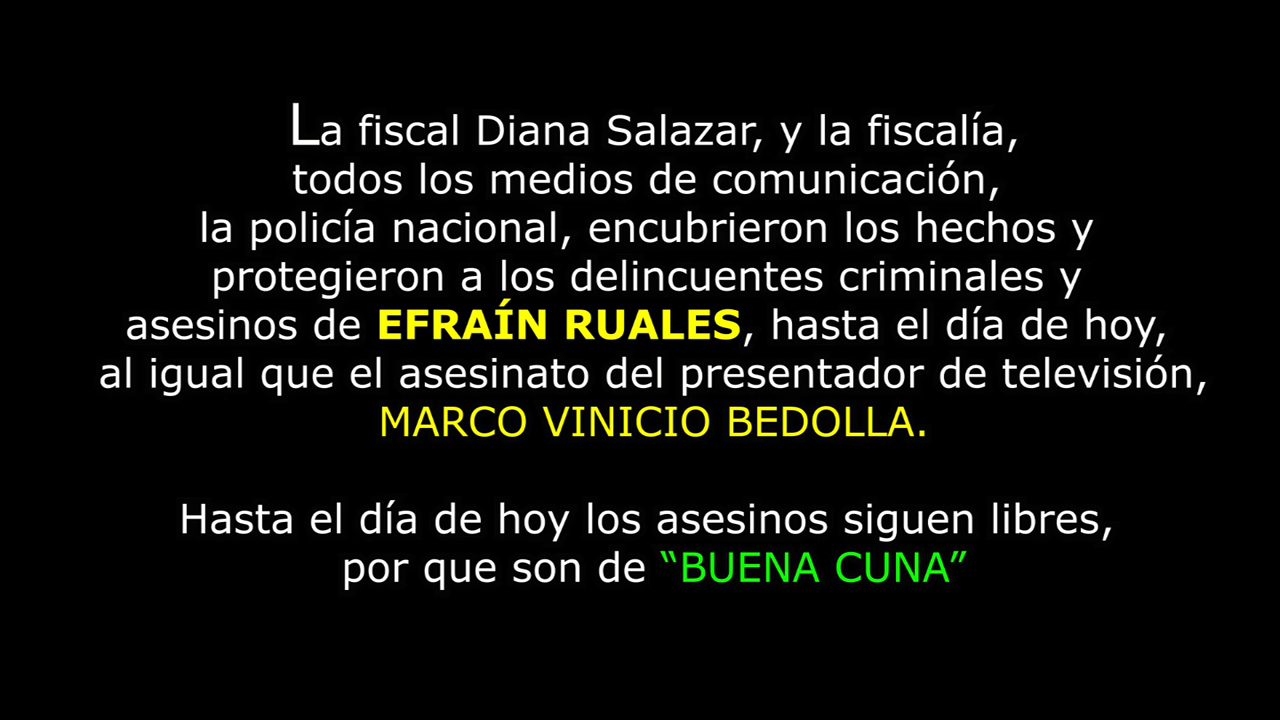 La fiscal Diana Salazar, y la fiscalía,
todos los medios de comunicación,
la policía nacional, encubrieron los hechos y
protegieron a los delincuentes criminales y
asesinos de EFRAÍN RUALES, hasta el día de hoy,
al igual que el asesinato del presentador de televisión,
MARCO VINICIO BEDOLLA.
Hasta el día de hoy los asesinos siguen libres,
por que son de “BUENA CUNA”